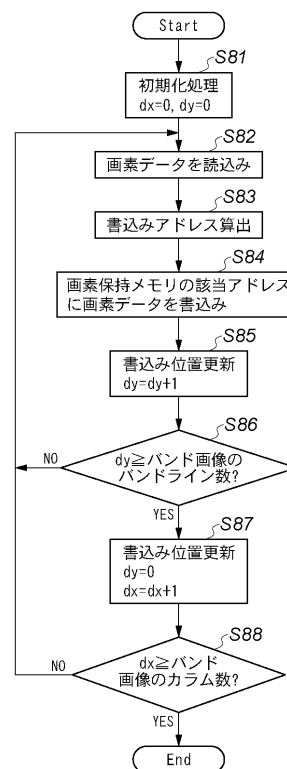 Start
S81
初期化処理
dx=0, dy=0
S82
画素データを読込み
S83
書込みアドレス算出
S84
画素保持メモリの該当アドレス
に画素データを書込み
S85
書込み位置更新
dy=dy+1
S86
dy≧バンド画像の
バンドライン数?
NO
YES
S87
書込み位置更新
dy=0
dx=dx+1
S88
dx≧バンド
画像のカラム数?
NO
YES
End